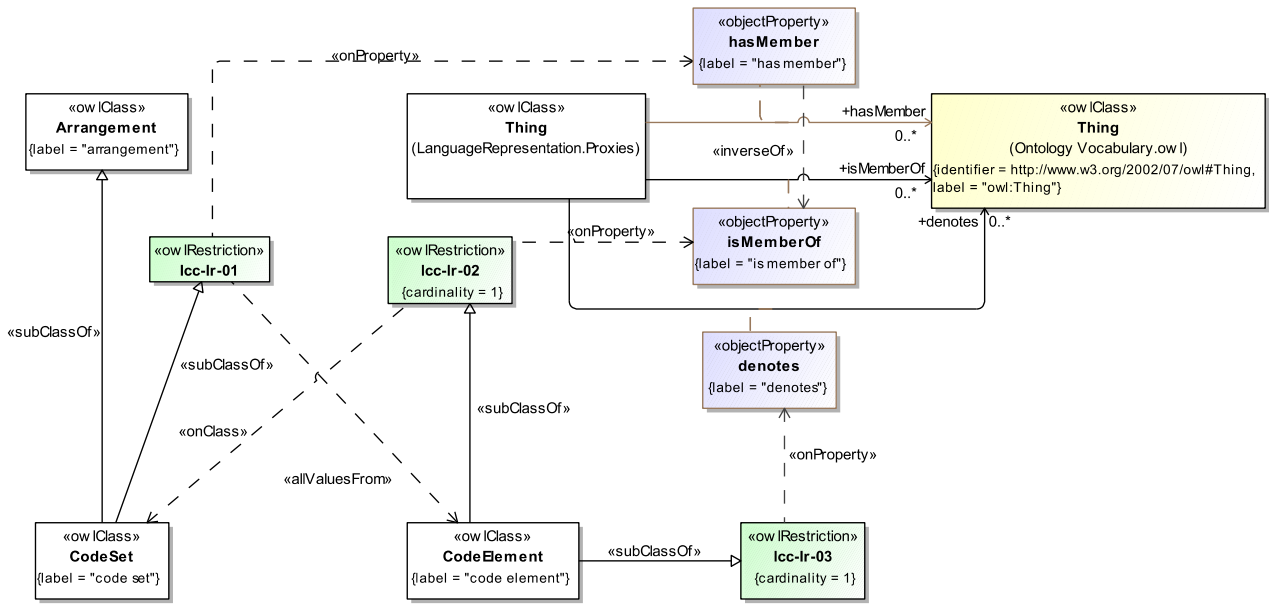 «objectProperty»
hasMember
{label = "has member"}
«onProperty»
«owlClass»
Arrangement
{label = "arrangement"}
«owlClass»
Thing
(LanguageRepresentation.Proxies)
+hasMember
0..*
«owlClass»
Thing
(Ontology Vocabulary.owl)
{identifier = http://www.w3.org/2002/07/owl#Thing,
label = "owl:Thing"}
«inverseOf»
+isMemberOf
0..*
+denotes
0..*
«objectProperty»
isMemberOf
{label = "is member of"}
«onProperty»
«owlRestriction»
lcc-lr-01
«owlRestriction»
lcc-lr-02
{cardinality = 1}
«subClassOf»
«subClassOf»
«objectProperty»
denotes
{label = "denotes"}
«subClassOf»
«onClass»
«onProperty»
«allValuesFrom»
«owlClass»
CodeSet
{label = "code set"}
«owlClass»
CodeElement
{label = "code element"}
«subClassOf»
«owlRestriction»
lcc-lr-03
{cardinality = 1}